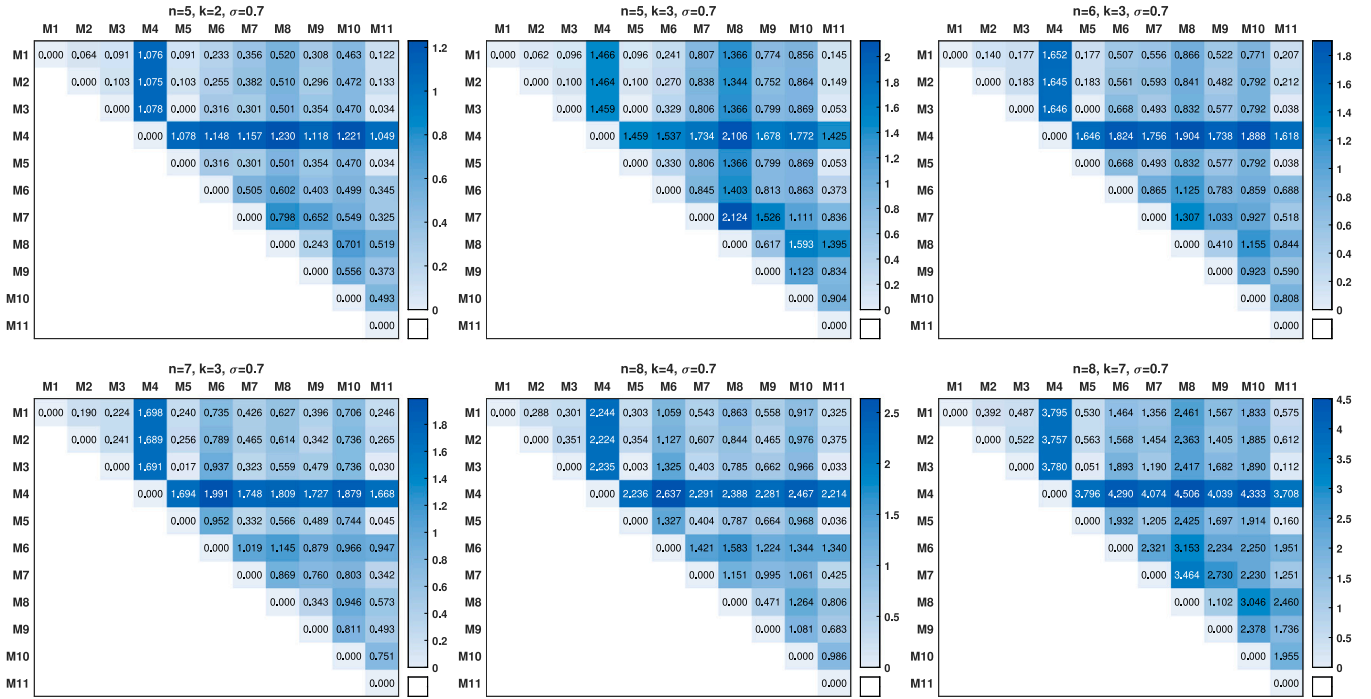 n=5, k=2, σ=0.7
M1 M2 M3 M4 M5 M6 M7 M8 M9 M10 M11
M1 0.000 0.064 0.091 1.076 0.091 0.233 0.356 0.520 0.308 0.463 0.122
M2 0.000 0.103 1.075 0.103 0.255 0.382 0.510 0.296 0.472 0.133
M3 0.000 1.078 0.000 0.316 0.301 0.501 0.354 0.470 0.034
M4 0.000 1.078 1.148 1.157 1.230 1.118 1.221 1.049
M5 0.000 0.316 0.301 0.501 0.354 0.470 0.034
M6 0.000 0.505 0.602 0.403 0.499 0.345
M7 0.000 0.798 0.652 0.549 0.325
M8 0.000 0.243 0.701 0.519
M9 0.000 0.556 0.373
M10 0.000 0.493
M11 0.000
1.2
1
0.8
0.6
0.4
0.2
0
n=5, k=3, σ=0.7
M1 M2 M3 M4 M5 M6 M7 M8 M9 M10 M11
M1 0.000 0.062 0.096 1.466 0.096 0.241 0.807 1.366 0.774 0.856 0.145
M2 0.000 0.100 1.464 0.100 0.270 0.838 1.344 0.752 0.864 0.149
M3 0.000 1.459 0.000 0.329 0.806 1.366 0.799 0.869 0.053
M4 0.000 1.459 1.537 1.734 2.106 1.678 1.772 1.425
M5 0.000 0.330 0.806 1.366 0.799 0.869 0.053
M6 0.000 0.845 1.403 0.813 0.863 0.373
M7 0.000 2.124 1.526 1.111 0.836
M8 0.000 0.617 1.593 1.395
M9 0.000 1.123 0.834
M10 0.000 0.904
M11 0.000
2
1.8
1.6
1.4
1.2
1
0.8
0.6
0.4
0.2
0
n=6, k=3, σ=0.7
M1 M2 M3 M4 M5 M6 M7 M8 M9 M10 M11
M1 0.000 0.140 0.177 1.652 0.177 0.507 0.556 0.866 0.522 0.771 0.207
M2 0.000 0.183 1.645 0.183 0.561 0.593 0.841 0.482 0.792 0.212
M3 0.000 1.646 0.000 0.668 0.493 0.832 0.577 0.792 0.038
M4 0.000 1.646 1.824 1.756 1.904 1.738 1.888 1.618
M5 0.000 0.668 0.493 0.832 0.577 0.792 0.038
M6 0.000 0.865 1.125 0.783 0.859 0.688
M7 0.000 1.307 1.033 0.927 0.518
M8 0.000 0.410 1.155 0.844
M9 0.000 0.923 0.590
M10 0.000 0.808
M11 0.000
1.8
1.6
1.4
1.2
1
0.8
0.6
0.4
0.2
0
n=7, k=3, σ=0.7
M1 M2 M3 M4 M5 M6 M7 M8 M9 M10 M11
M1 0.000 0.190 0.224 1.698 0.240 0.735 0.426 0.627 0.396 0.706 0.246
M2 0.000 0.241 1.689 0.256 0.789 0.465 0.614 0.342 0.736 0.265
M3 0.000 1.691 0.017 0.937 0.323 0.559 0.479 0.736 0.030
M4 0.000 1.694 1.991 1.748 1.809 1.727 1.879 1.668
M5 0.000 0.952 0.332 0.566 0.489 0.744 0.045
M6 0.000 1.019 1.145 0.879 0.966 0.947
M7 0.000 0.869 0.760 0.803 0.342
M8 0.000 0.343 0.946 0.573
M9 0.000 0.811 0.493
M10 0.000 0.751
M11 0.000
1.8
1.6
1.4
1.2
1
0.8
0.6
0.4
0.2
0
n=8, k=4, σ=0.7
M1 M2 M3 M4 M5 M6 M7 M8 M9 M10 M11
M1 0.000 0.288 0.301 2.244 0.303 1.059 0.543 0.863 0.558 0.917 0.325
M2 0.000 0.351 2.224 0.354 1.127 0.607 0.844 0.465 0.976 0.375
M3 0.000 2.235 0.003 1.325 0.403 0.785 0.662 0.966 0.033
M4 0.000 2.236 2.637 2.291 2.388 2.281 2.467 2.214
M5 0.000 1.327 0.404 0.787 0.664 0.968 0.036
M6 0.000 1.421 1.583 1.224 1.344 1.340
M7 0.000 1.151 0.995 1.061 0.425
M8 0.000 0.471 1.264 0.806
M9 0.000 1.081 0.683
M10 0.000 0.986
M11 0.000
2.5
2
1.5
1
0.5
0
n=8, k=7, σ=0.7
M1 M2 M3 M4 M5 M6 M7 M8 M9 M10 M11
M1 0.000 0.392 0.487 3.795 0.530 1.464 1.356 2.461 1.567 1.833 0.575
M2 0.000 0.522 3.757 0.563 1.568 1.454 2.363 1.405 1.885 0.612
M3 0.000 3.780 0.051 1.893 1.190 2.417 1.682 1.890 0.112
M4 0.000 3.796 4.290 4.074 4.506 4.039 4.333 3.708
M5 0.000 1.932 1.205 2.425 1.697 1.914 0.160
M6 0.000 2.321 3.153 2.234 2.250 1.951
M7 0.000 3.464 2.730 2.230 1.251
M8 0.000 1.102 3.046 2.460
M9 0.000 2.378 1.736
M10 0.000 1.955
M11 0.000
4.5
4
3.5
3
2.5
2
1.5
1
0.5
0